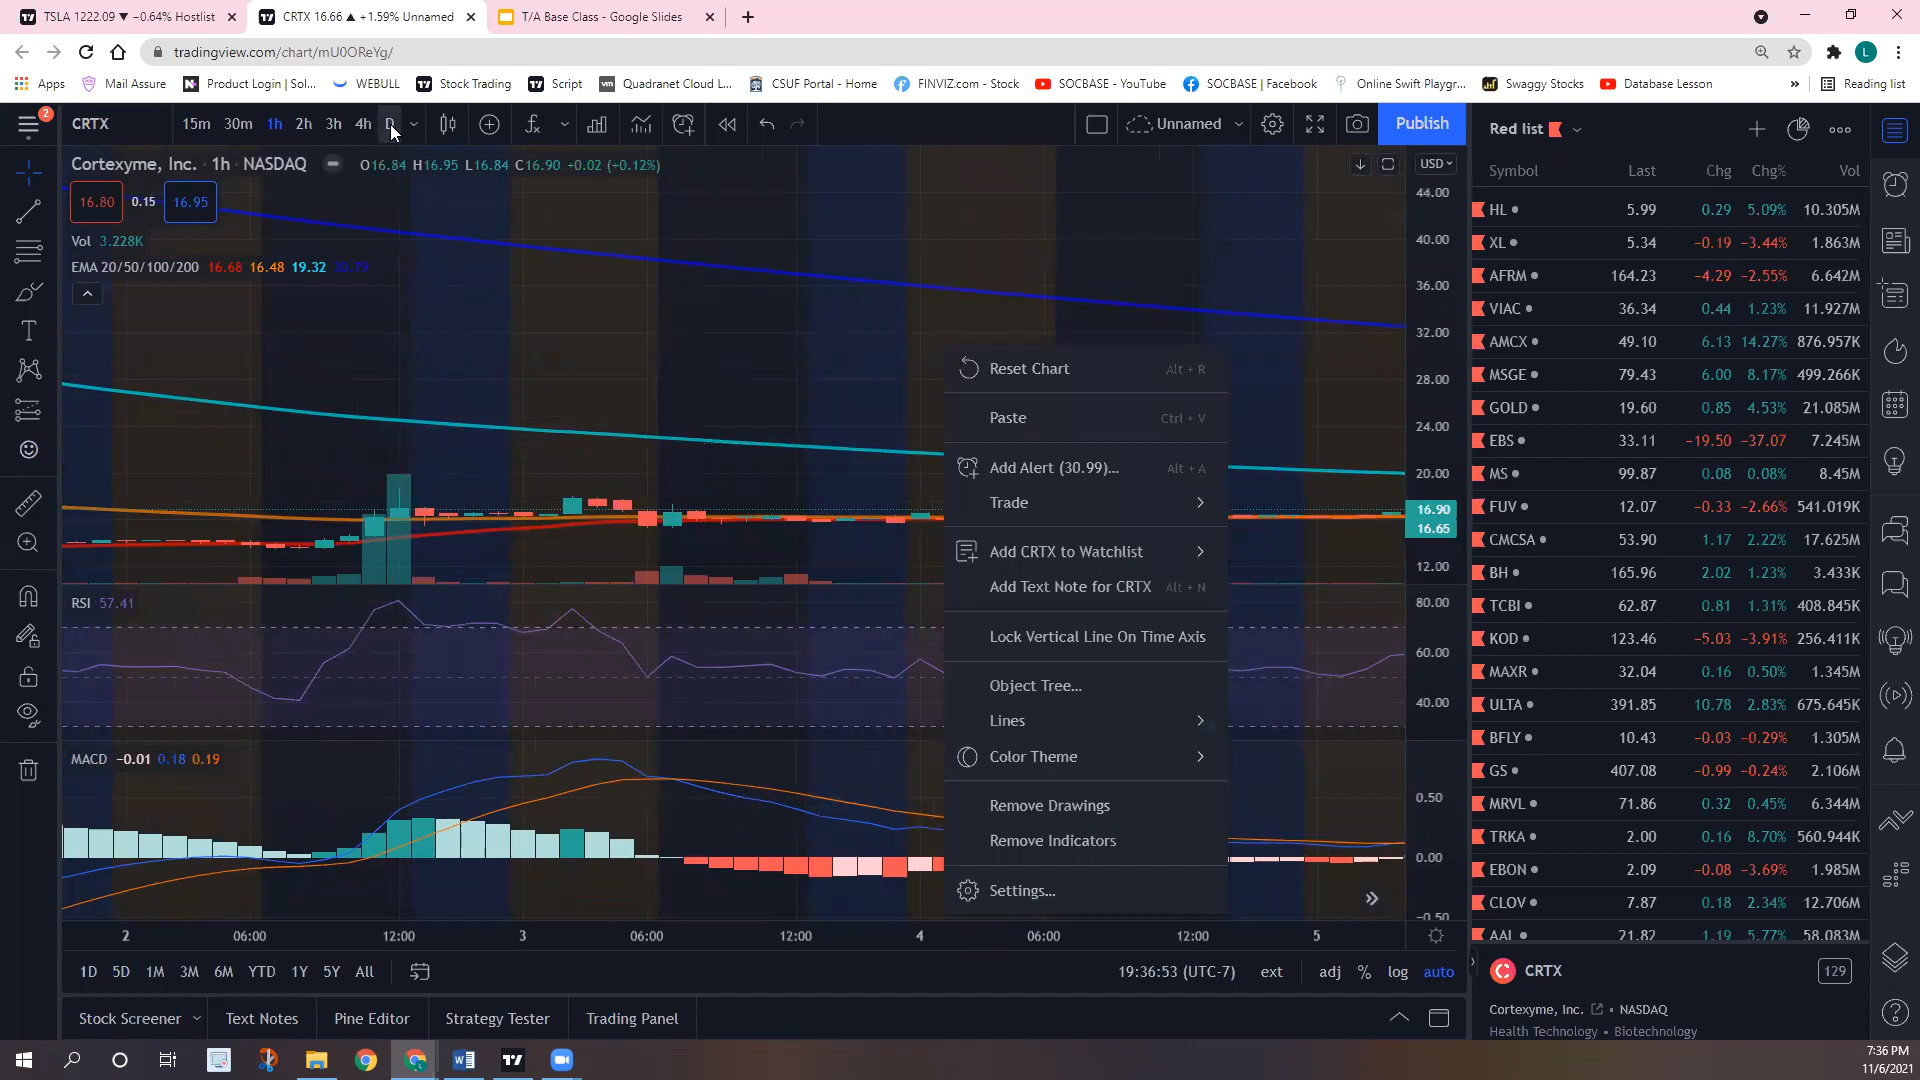 TSLA 1222.09 ▼ −0.64% Hostlist
CRTX 16.66 ▲ +1.59% Unnamed
T/A Base Class - Google Slides
tradingview.com/chart/mU0OReYg/
L
Apps
Mail Assure
Product Login | Sol...
WEBULL
Stock Trading
Script
Quadranet Cloud L...
CSUF Portal - Home
FINVIZ.com - Stock
SOCBASE - YouTube
SOCBASE | Facebook
Online Swift Playgr...
Swaggy Stocks
Database Lesson
»
Reading list
2
CRTX
15m 30m 1h 2h 3h 4h D
Unnamed
Publish
Red list
Cortexyme, Inc. · 1h · NASDAQ
O16.84 H16.95 L16.84 C16.90 +0.02 (+0.12%)
USD
16.80 0.15 16.95
Vol 3.228K
EMA 20/50/100/200 16.68 16.48 19.32 30.79
44.00
40.00
36.00
32.00
28.00
24.00
20.00
16.90
16.65
12.00
RSI 57.41
80.00
60.00
40.00
MACD −0.01 0.18 0.19
0.50
0.00
−0.50
Reset Chart Alt + R
Paste Ctrl + V
Add Alert (30.99)... Alt + A
Trade
Add CRTX to Watchlist
Add Text Note for CRTX Alt + N
Lock Vertical Line On Time Axis
Object Tree...
Lines
Color Theme
Remove Drawings
Remove Indicators
Settings...
2 06:00 12:00 3 06:00 12:00 4 06:00 12:00 5
1D 5D 1M 3M 6M YTD 1Y 5Y All
19:36:53 (UTC-7) ext adj % log auto
Stock Screener
Text Notes
Pine Editor
Strategy Tester
Trading Panel
Symbol Last Chg Chg% Vol
HL 5.99 0.29 5.09% 10.305M
XL 5.34 −0.19 −3.44% 1.863M
AFRM 164.23 −4.29 −2.55% 6.642M
VIAC 36.34 0.44 1.23% 11.927M
AMCX 49.10 6.13 14.27% 876.957K
MSGE 79.43 6.00 8.17% 499.266K
GOLD 19.60 0.85 4.53% 21.085M
EBS 33.11 −19.50 −37.07 7.245M
MS 99.87 0.08 0.08% 8.45M
FUV 12.07 −0.33 −2.66% 541.019K
CMCSA 53.90 1.17 2.22% 17.625M
BH 165.96 2.02 1.23% 3.433K
TCBI 62.87 0.81 1.31% 408.845K
KOD 123.46 −5.03 −3.91% 256.411K
MAXR 32.04 0.16 0.50% 1.345M
ULTA 391.85 10.78 2.83% 675.645K
BFLY 10.43 −0.03 −0.29% 1.305M
GS 407.08 −0.99 −0.24% 2.106M
MRVL 71.86 0.32 0.45% 6.344M
TRKA 2.00 0.16 8.70% 560.944K
EBON 2.09 −0.08 −3.69% 1.985M
CLOV 7.87 0.18 2.34% 12.706M
AAL 21.82 1.19 5.77% 58.083M
CRTX 129
Cortexyme, Inc. • NASDAQ
Health Technology • Biotechnology
7:36 PM
11/6/2021